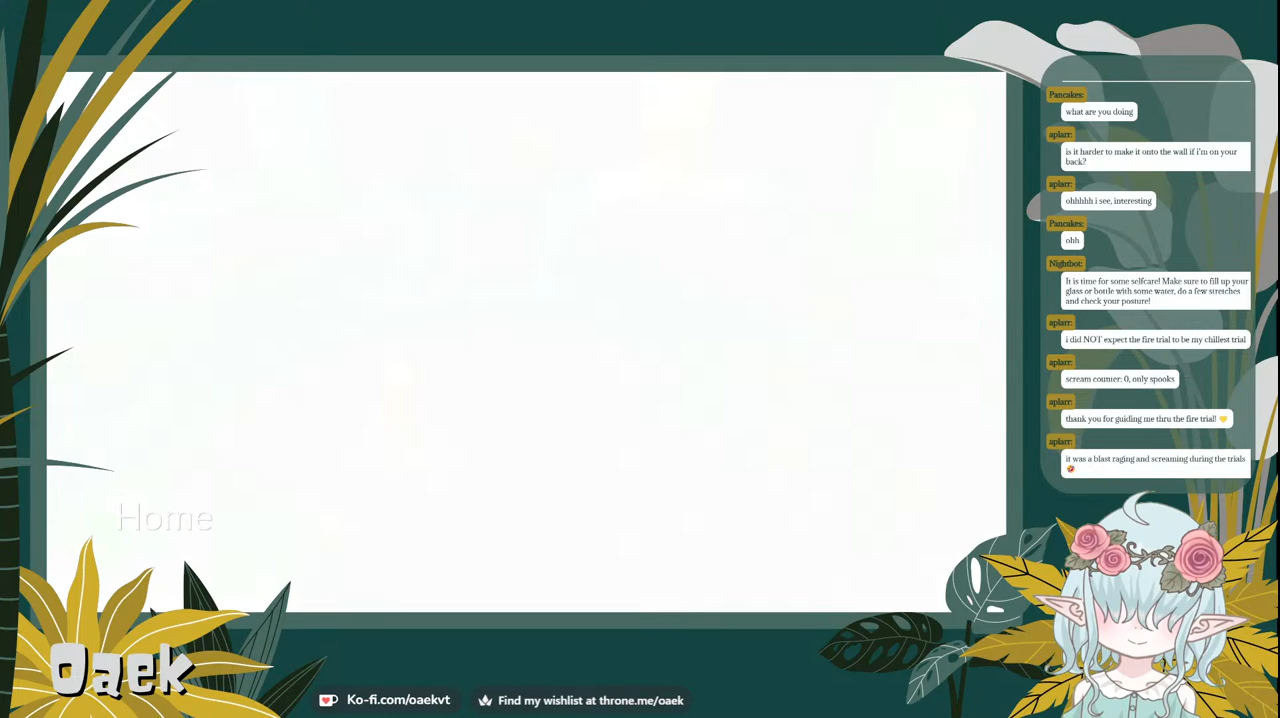 Pancakes:
what are you doing
aplarr:
is it harder to make it onto the wall if i'm on your
back?
aplarr:
ohhhhh i see, interesting
Pancakes:
ohh
Nightbot:
It is time for some selfcare! Make sure to fill up your
glass or bottle with some water, do a few stretches
and check your posture!
aplarr:
i did NOT expect the fire trial to be my chillest trial
aplarr:
scream counter: 0, only spooks
aplarr:
thank you for guiding me thru the fire trial! 💛
aplarr:
it was a blast raging and screaming during the trials
🤣
Home
Oaek
Ko-fi.com/oaekvt
Find my wishlist at throne.me/oaek